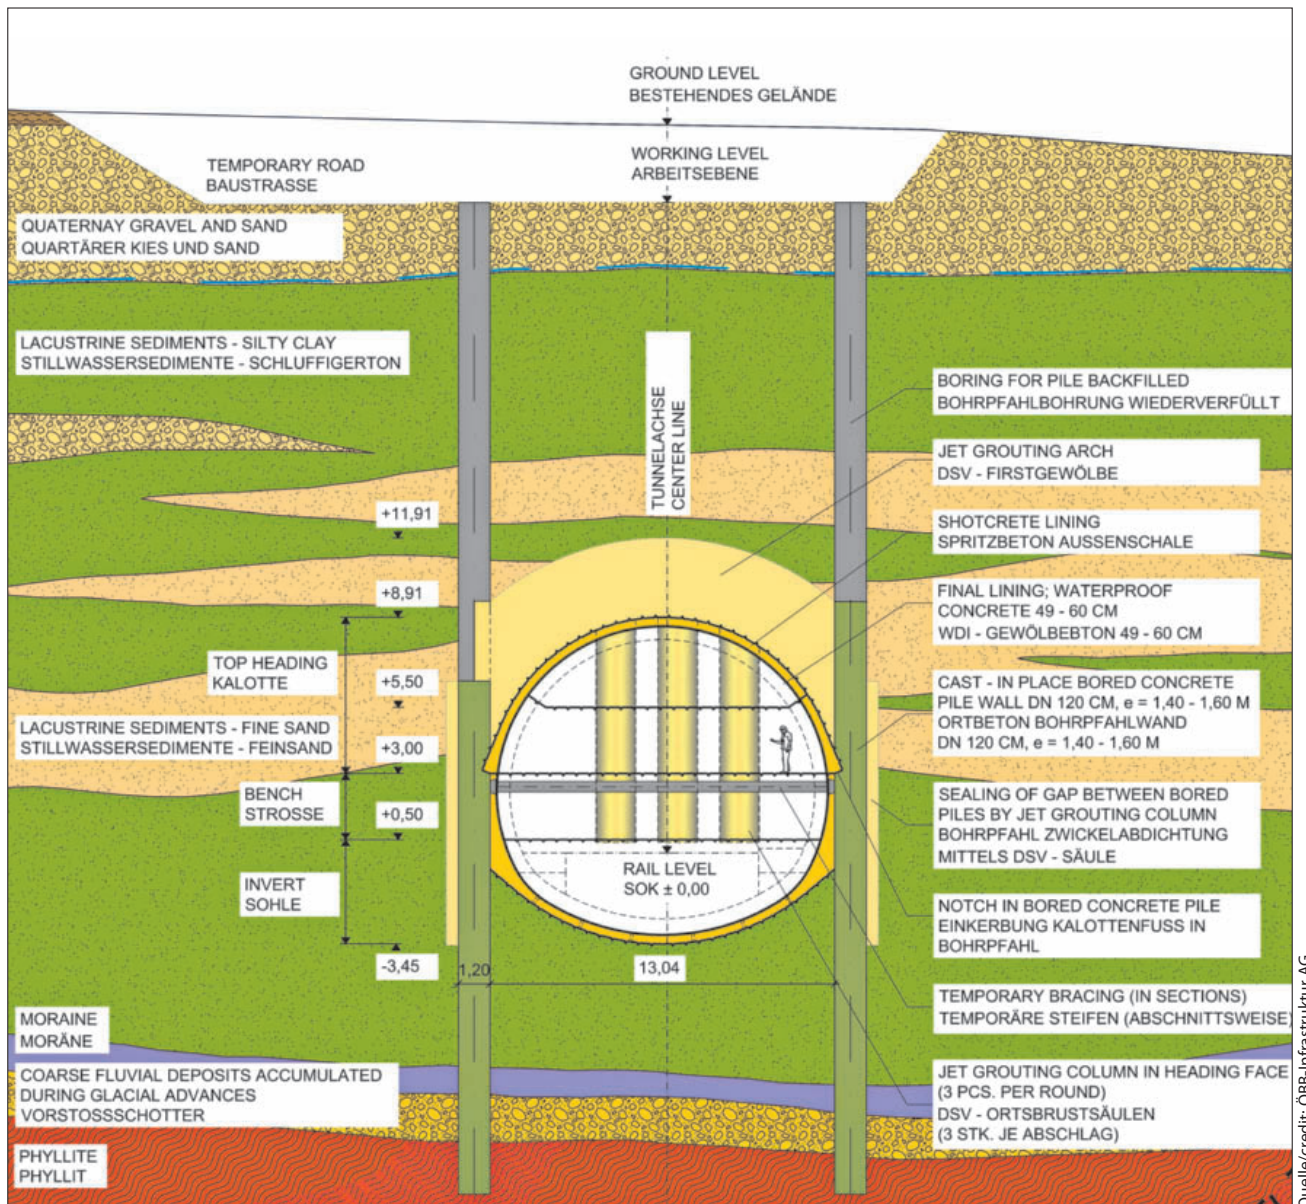 GROUND LEVEL
BESTEHENDES GELÄNDE
WORKING LEVEL
ARBEITSEBENE
TEMPORARY ROAD
BAUSTRASSE
QUATERNAY GRAVEL AND SAND
QUARTÄRER KIES UND SAND
LACUSTRINE SEDIMENTS - SILTY CLAY
STILLWASSERSEDIMENTE - SCHLUFFIGERTON
TUNNELACHSE
CENTER LINE
BORING FOR PILE BACKFILLED
BOHRPFAHLBOHRUNG WIEDERVERFÜLLT
JET GROUTING ARCH
DSV - FIRSTGEWÖLBE
SHOTCRETE LINING
SPRITZBETON AUSSENSCHALE
FINAL LINING; WATERPROOF
CONCRETE 49 - 60 CM
WDI - GEWÖLBEBTON 49 - 60 CM
CAST - IN PLACE BORED CONCRETE
PILE WALL DN 120 CM, e = 1,40 - 1,60 M
ORTBETON BOHRPFAHLWAND
DN 120 CM, e = 1,40 - 1,60 M
SEALING OF GAP BETWEEN BORED
PILES BY JET GROUTING COLUMN
BOHRPFAHL ZWICKELABDICHTUNG
MITTELS DSV - SÄULE
NOTCH IN BORED CONCRETE PILE
EINKERBUNG KALOTTENFUSS IN
BOHRPFAHL
TEMPORARY BRACING (IN SECTIONS)
TEMPORÄRE STEIFEN (ABSCHNITTSWEISE)
JET GROUTING COLUMN IN HEADING FACE
(3 PCS. PER ROUND)
DSV - ORTSBRUSTSÄULEN
(3 STK. JE ABSCHLAG)
+11,91
+8,91
TOP HEADING
KALOTTE
+5,50
LACUSTRINE SEDIMENTS - FINE SAND
STILLWASSERSEDIMENTE - FEINSAND
+3,00
BENCH
STROSSE
+0,50
INVERT
SOHLE
-3,45
RAIL LEVEL
SOK ± 0,00
1,20
13,04
MORAINE
MORÄNE
COARSE FLUVIAL DEPOSITS ACCUMULATED
DURING GLACIAL ADVANCES
VORSTOSSSCHOTTER
PHYLLITE
PHYLLIT
Quelle/credit: ÖBB-Infrastruktur AG